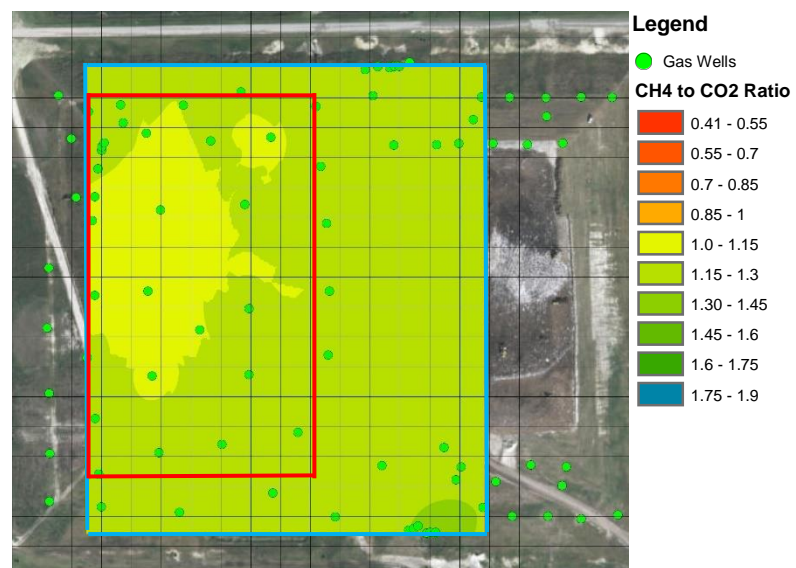 Legend
Gas Wells
CH4 to CO2 Ratio
0.41 - 0.55
0.55 - 0.7
0.7 - 0.85
0.85 - 1
1.0 - 1.15
1.15 - 1.3
1.30 - 1.45
1.45 - 1.6
1.6 - 1.75
1.75 - 1.9